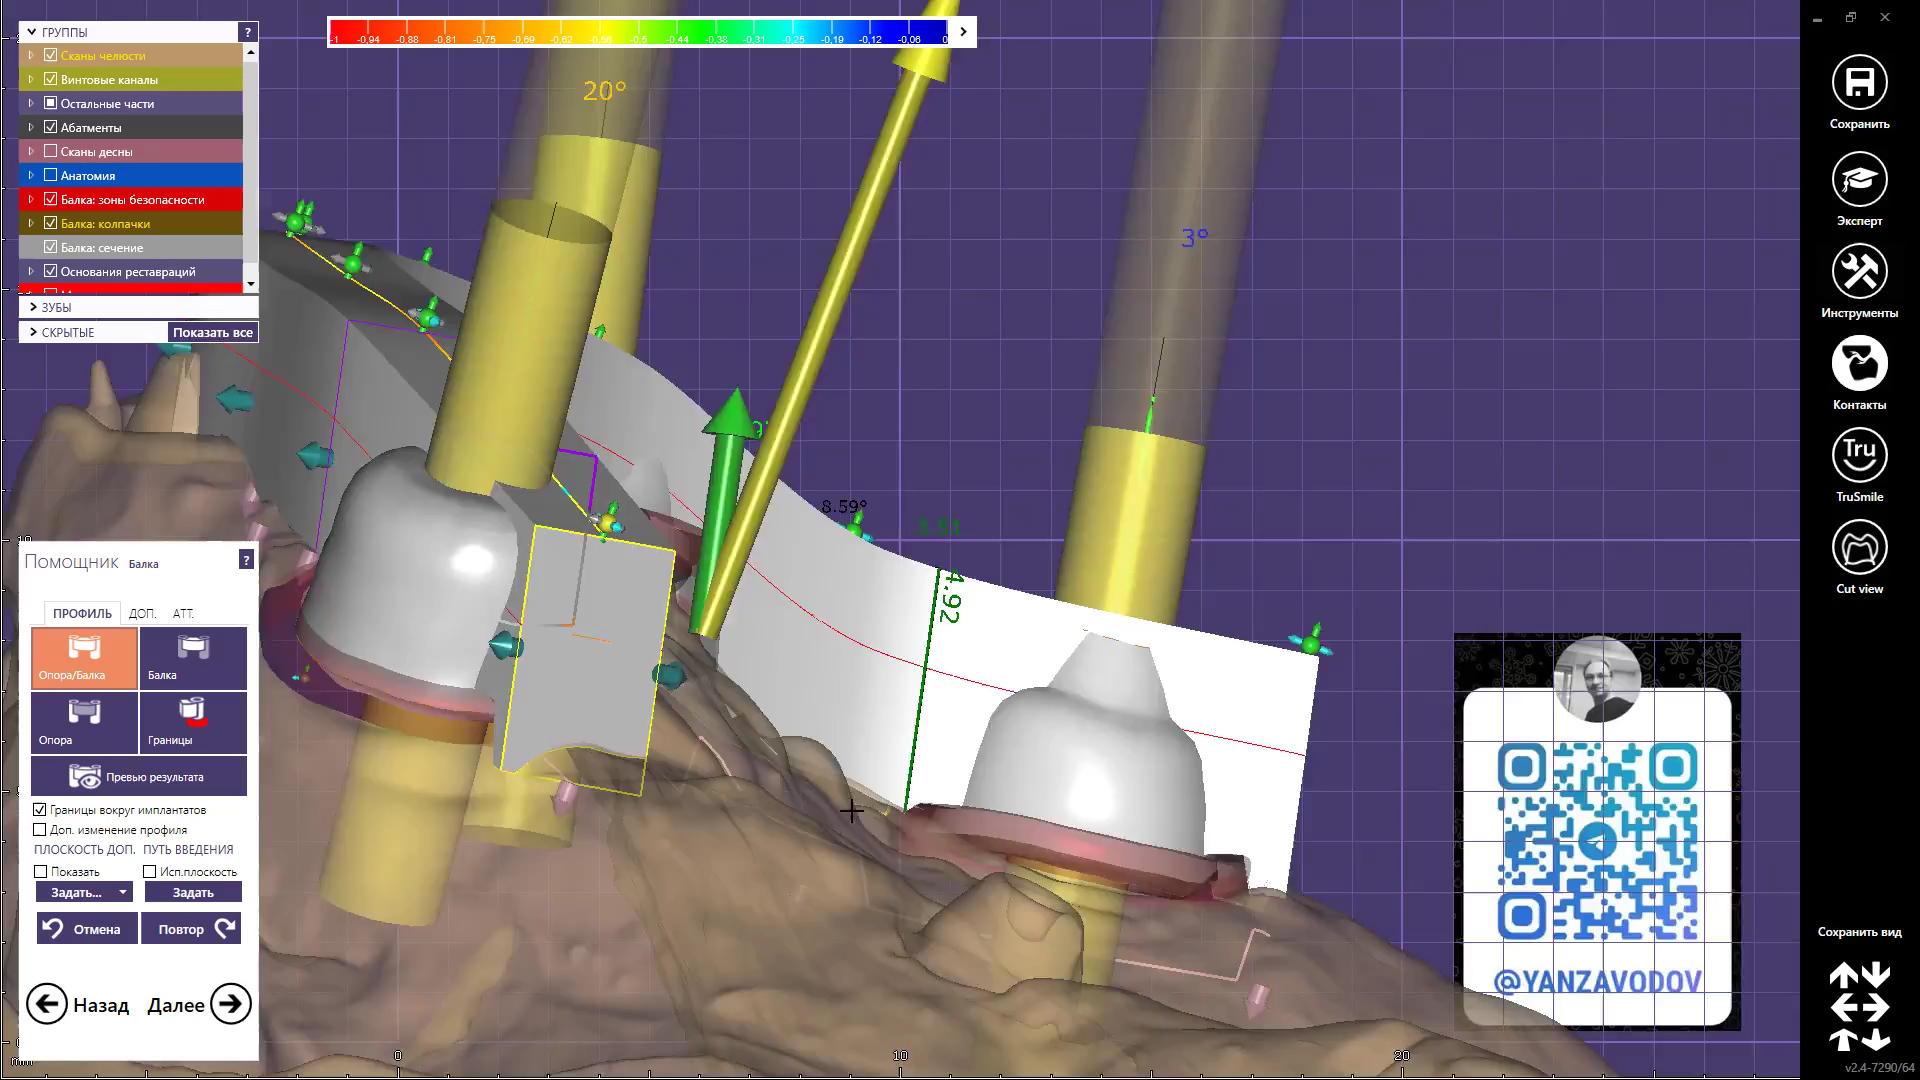 ГРУППЫ ?
Сканы челюсти
Винтовые каналы
Остальные части
Абатменты
Сканы десны
Анатомия
Балка: зоны безопасности
Балка: колпачки
Балка: сечение
Основания реставраций
ЗУБЫ
СКРЫТЫЕ Показать все
-1 -0,94 -0,88 -0,81 -0,75 -0,69 -0,62 -0,56 -0,5 -0,44 -0,38 -0,31 -0,25 -0,19 -0,12 -0,06 0
20°
3°
8.59°
3.51
4.92
Помощник Балка ?
ПРОФИЛЬ ДОП. АТТ.
Опора/Балка Балка
Опора Границы
Превью результата
Границы вокруг имплантатов
Доп. изменение профиля
ПЛОСКОСТЬ ДОП. ПУТЬ ВВЕДЕНИЯ
Показать Исп.плоскость
Задать... Задать
Отмена Повтор
Назад Далее
0 10 20
Сохранить
Эксперт
Инструменты
Контакты
Tru
TruSmile
Cut view
@YANZAVODOV
Сохранить вид
v2.4-7290/64